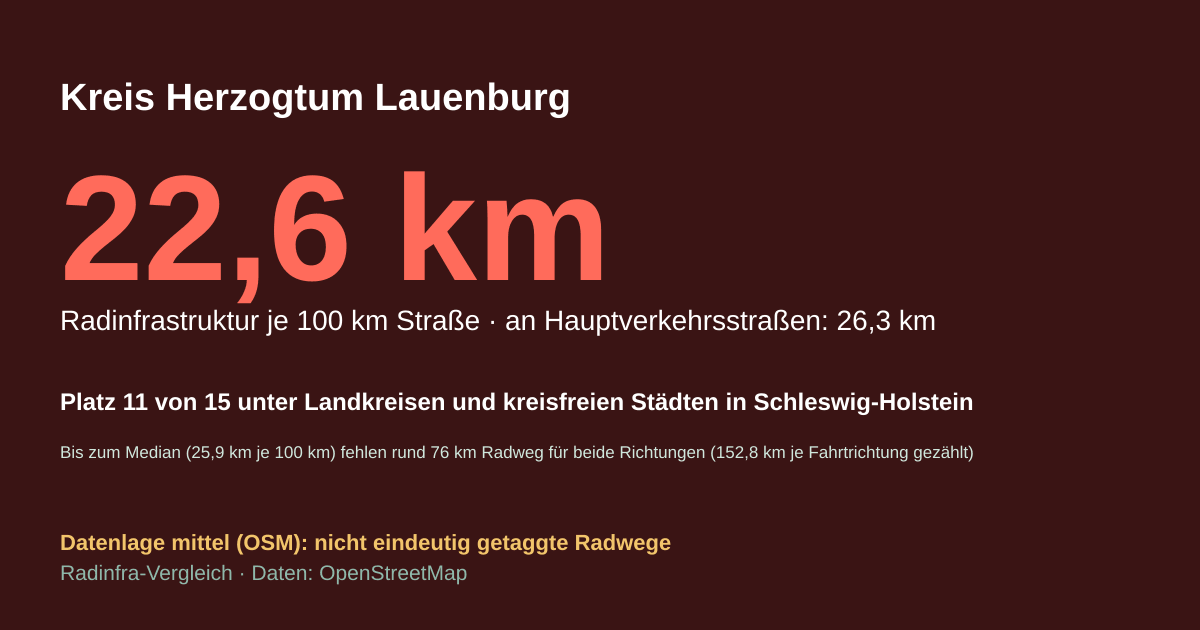 Kreis Herzogtum Lauenburg
22,6 km
Radinfrastruktur je 100 km Straße · an Hauptverkehrsstraßen: 26,3 km
Platz 11 von 15 unter Landkreisen und kreisfreien Städten in Schleswig-Holstein
Bis zum Median (25,9 km je 100 km) fehlen rund 76 km Radweg für beide Richtungen (152,8 km je Fahrtrichtung gezählt)
Datenlage mittel (OSM): nicht eindeutig getaggte Radwege
Radinfra-Vergleich · Daten: OpenStreetMap